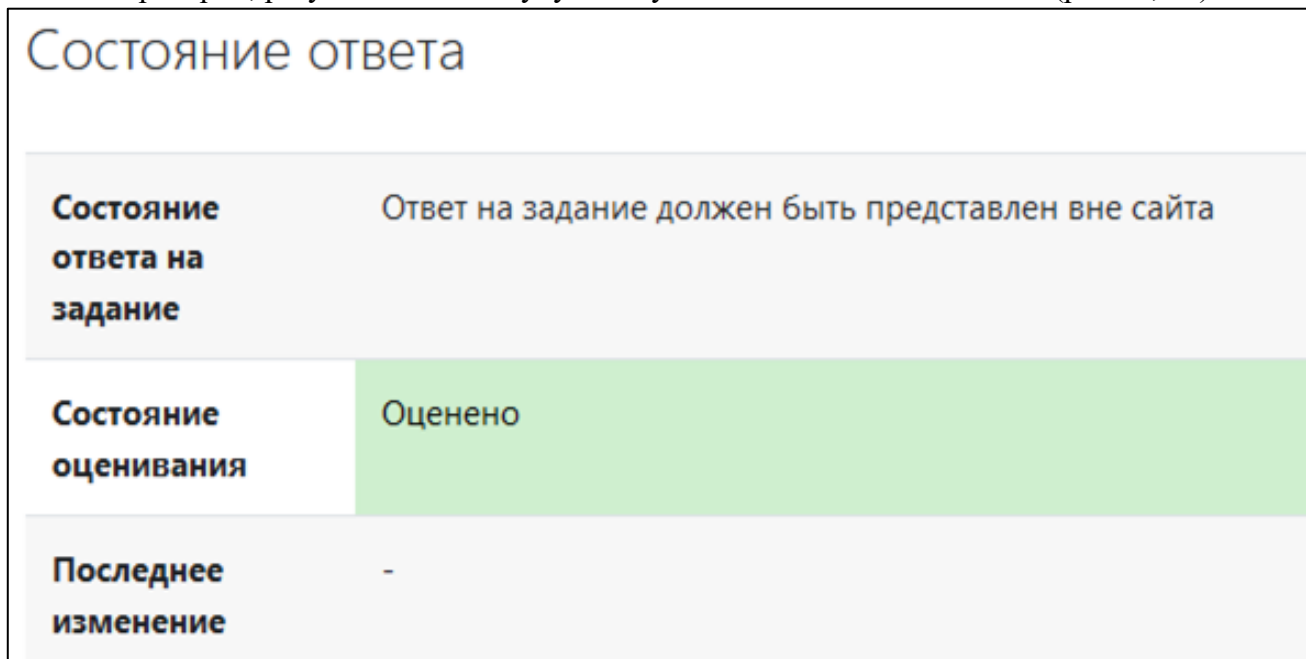 Состояние ответа
Состояние
ответа на
задание
Ответ на задание должен быть представлен вне сайта
Состояние
оценивания
Оценено
Последнее
изменение
-